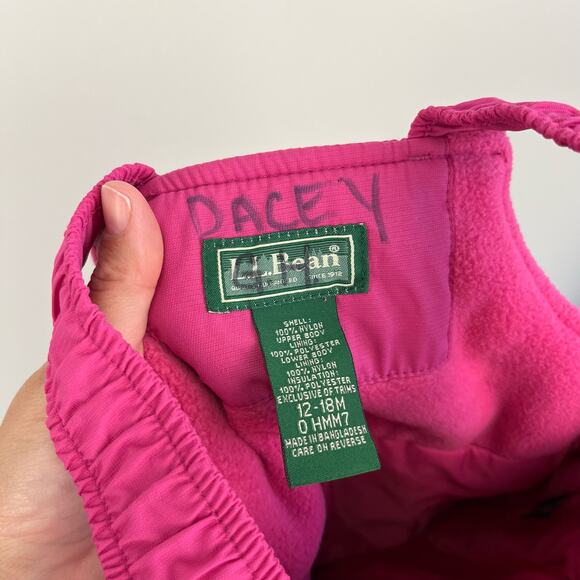 DACEY
L.L.Bean®
SINCE 1912
SHELL:
100% NYLON
UPPER BODY
LINING:
100% POLYESTER
LOWER BODY
LINING:
100% NYLON
INSULATION:
100% POLYESTER
EXCLUSIVE OF TRIMS
12-18M
0 HMM7
MADE IN BANGLADESH
CARE ON REVERSE